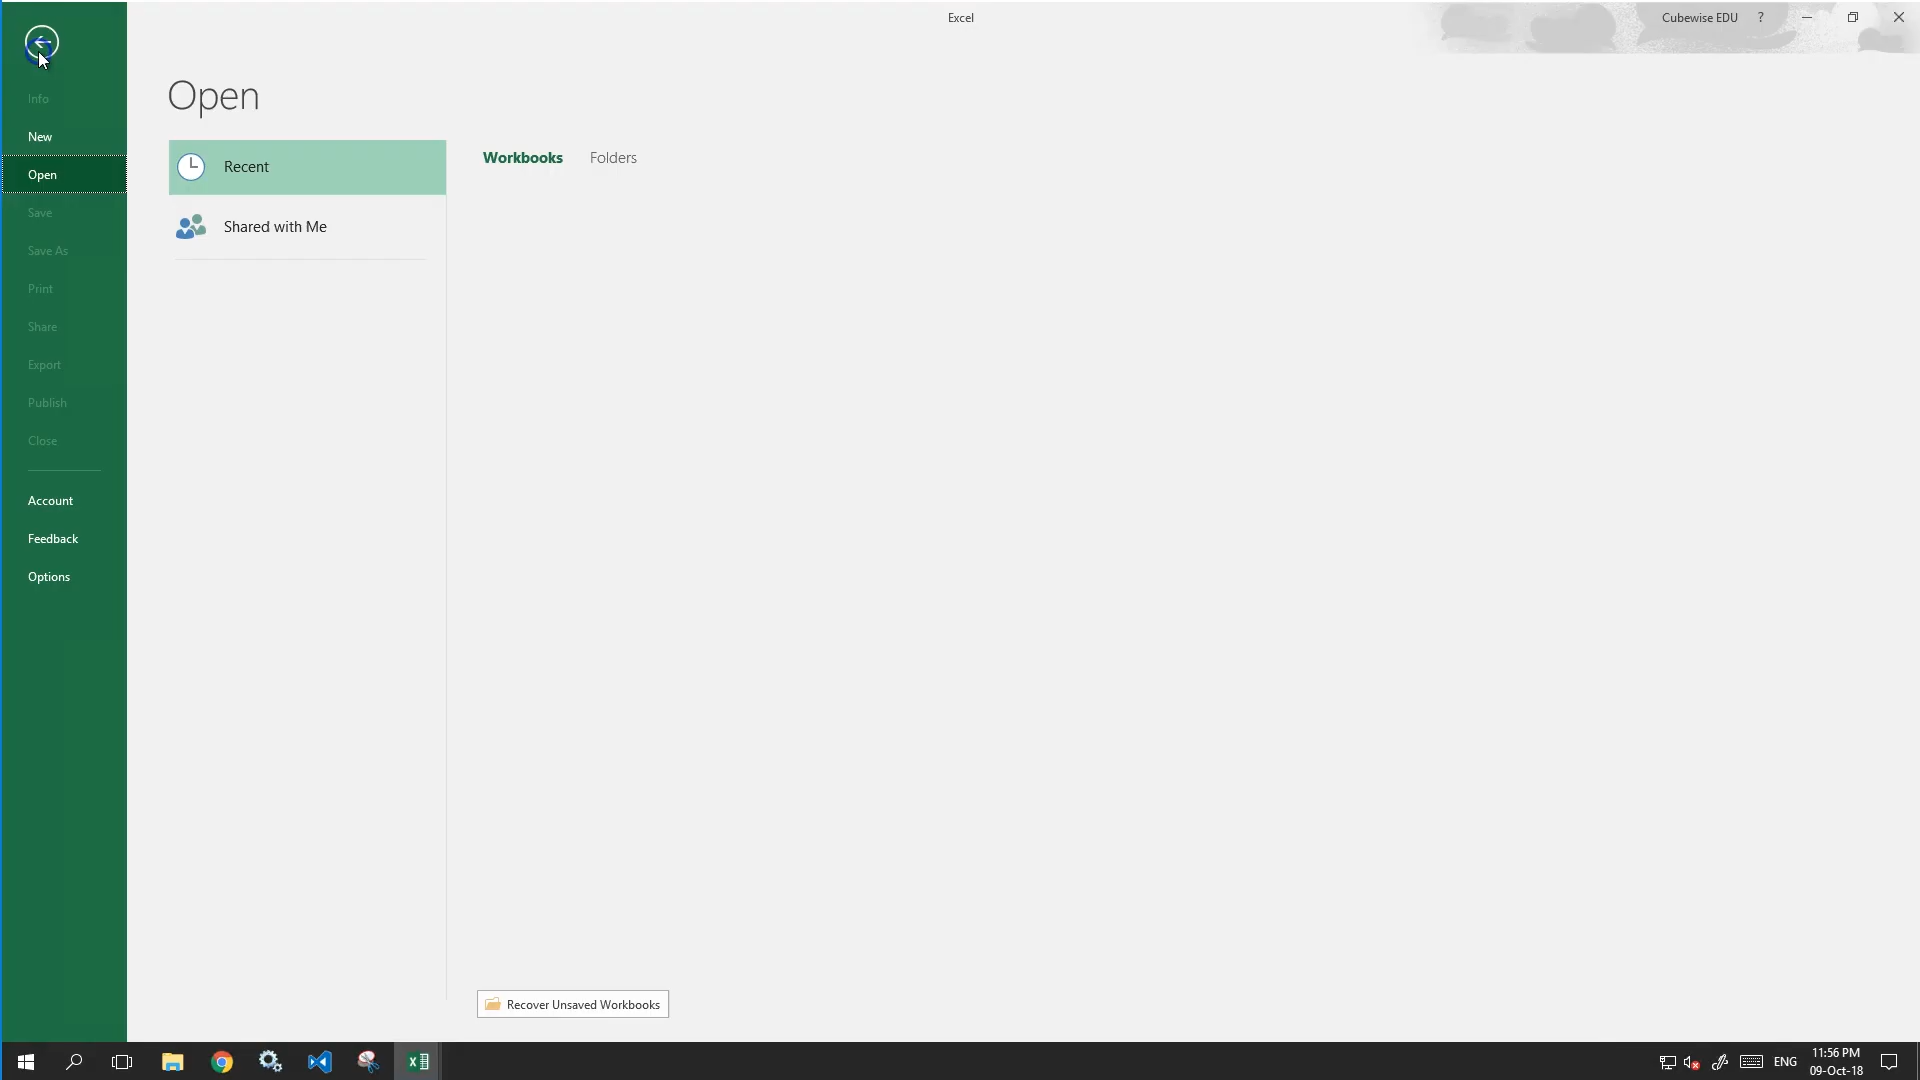 Excel
Cubewise EDU ?
Info
New
Open
Save
Save As
Print
Share
Export
Publish
Close
Account
Feedback
Options
Open
Recent
Shared with Me
Workbooks Folders
Recover Unsaved Workbooks
ENG
11:56 PM
09-Oct-18